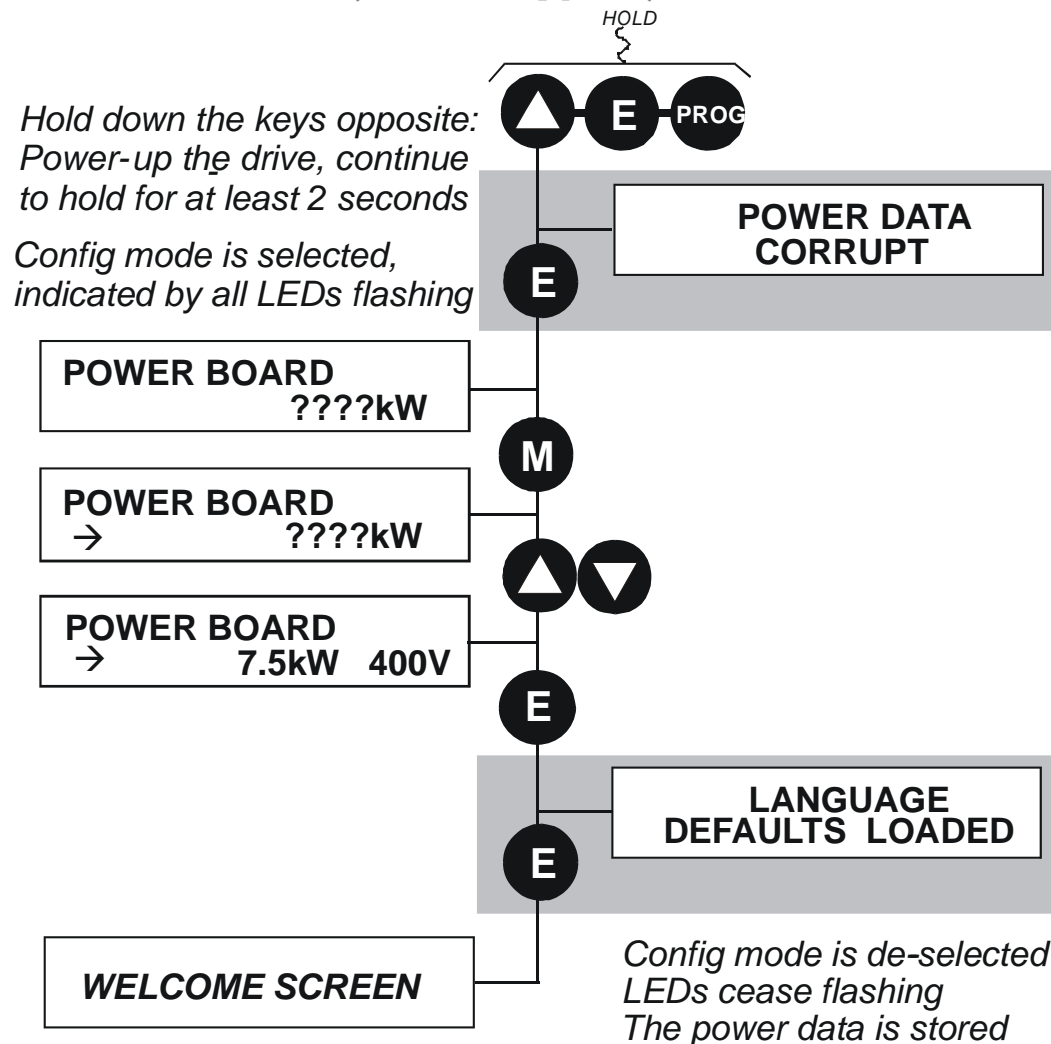 HOLD
E PROG
Hold down the keys opposite:
Power-up the drive, continue
to hold for at least 2 seconds
POWER DATA
CORRUPT
Config mode is selected,
indicated by all LEDs flashing
E
POWER BOARD
????kW
M
POWER BOARD
→ ????kW
POWER BOARD
→ 7.5kW 400V
E
LANGUAGE
DEFAULTS LOADED
E
WELCOME SCREEN
Config mode is de-selected
LEDs cease flashing
The power data is stored